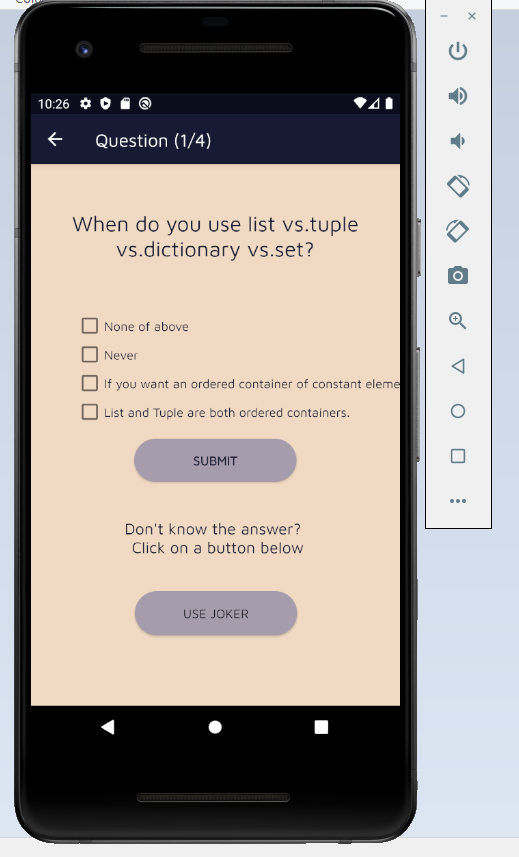 10:26
Question (1/4)
When do you use list vs.tuple
vs.dictionary vs.set?
None of above
Never
If you want an ordered container of constant eleme
List and Tuple are both ordered containers.
SUBMIT
Don't know the answer?
Click on a button below
USE JOKER